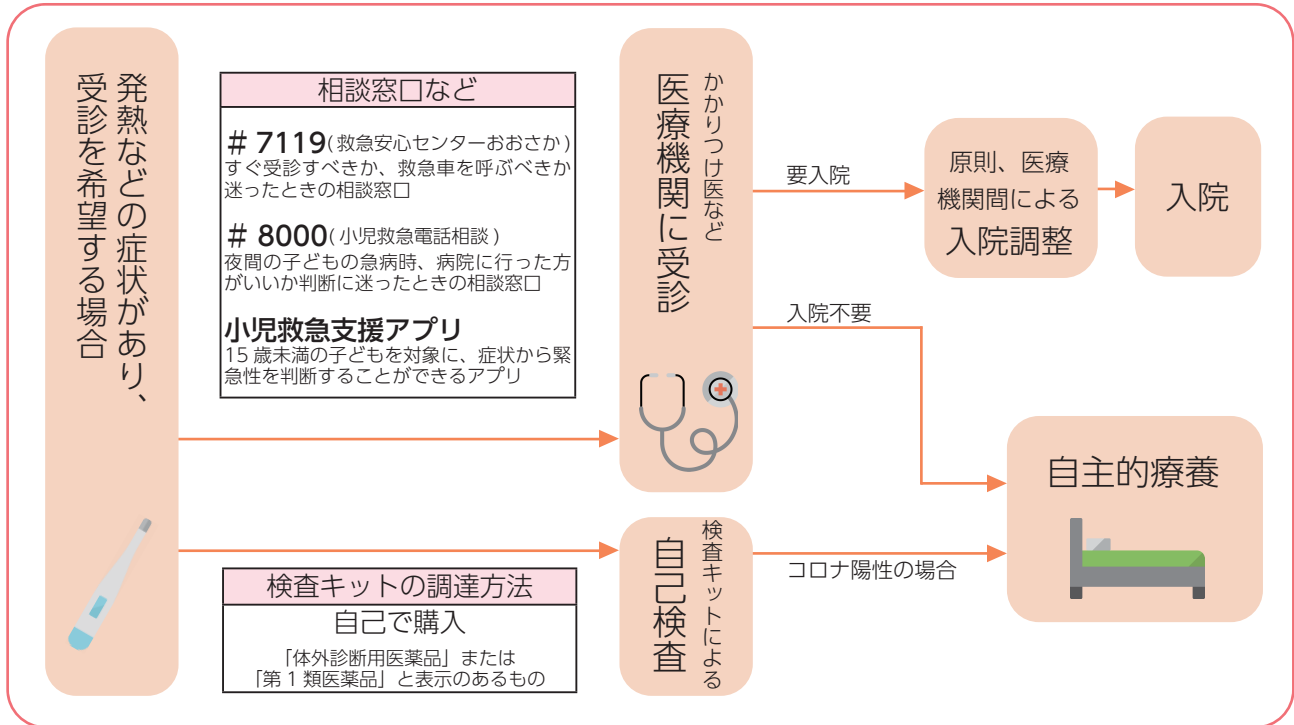 発熱などの症状があり、
受診を希望する場合
相談窓口など
＃7119(救急安心センターおおさか)
すぐ受診すべきか、救急車を呼ぶべきか
迷ったときの相談窓口
＃8000(小児救急電話相談)
夜間の子どもの急病時、病院に行った方
がいいか判断に迷ったときの相談窓口
小児救急支援アプリ
15歳未満の子どもを対象に、症状から緊
急性を判断することができるアプリ
かかりつけ医など
医療機関に受診
要入院
原則、医療
機関間による
入院調整
入院
入院不要
自主的療養
検査キットによる
自己検査
コロナ陽性の場合
検査キットの調達方法
自己で購入
「体外診断用医薬品」または
「第1類医薬品」と表示のあるもの